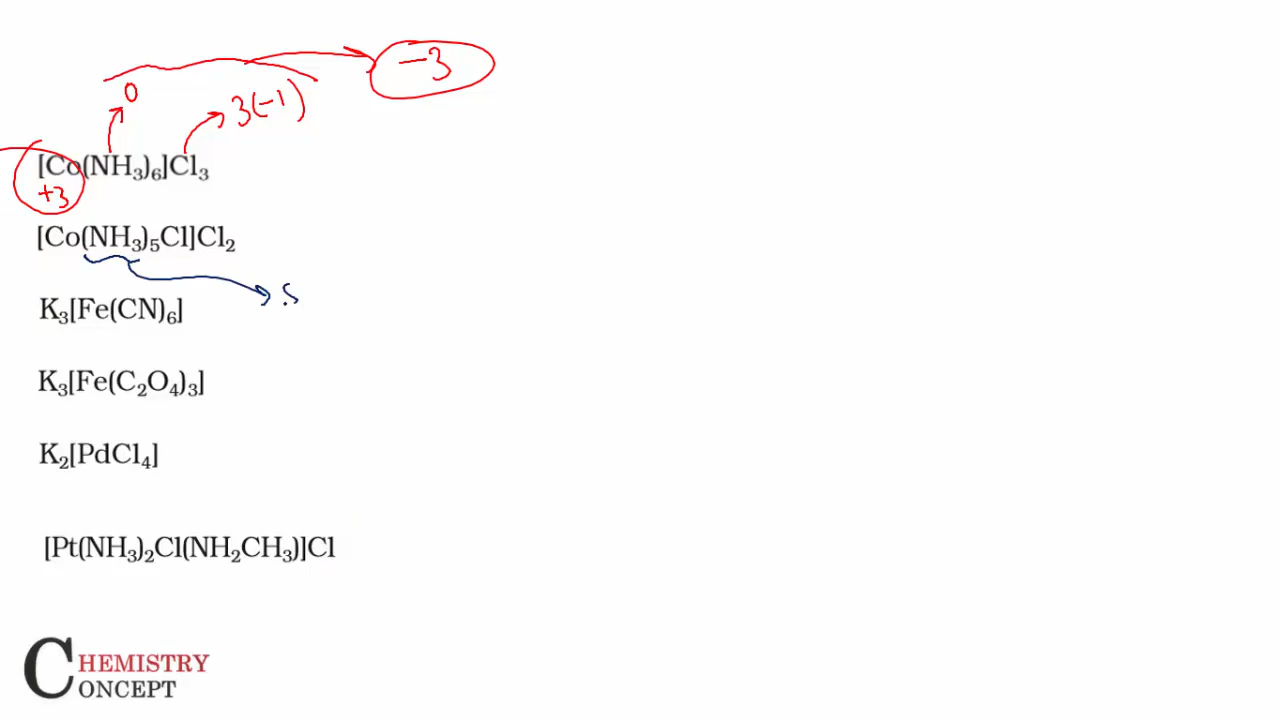 −3
0
3(−1)
[Co(NH₃)₆]Cl₃
+3
[Co(NH₃)₅Cl]Cl₂
5
K₃[Fe(CN)₆]
K₃[Fe(C₂O₄)₃]
K₂[PdCl₄]
[Pt(NH₃)₂Cl(NH₂CH₃)]Cl
CHEMISTRY
CONCEPT